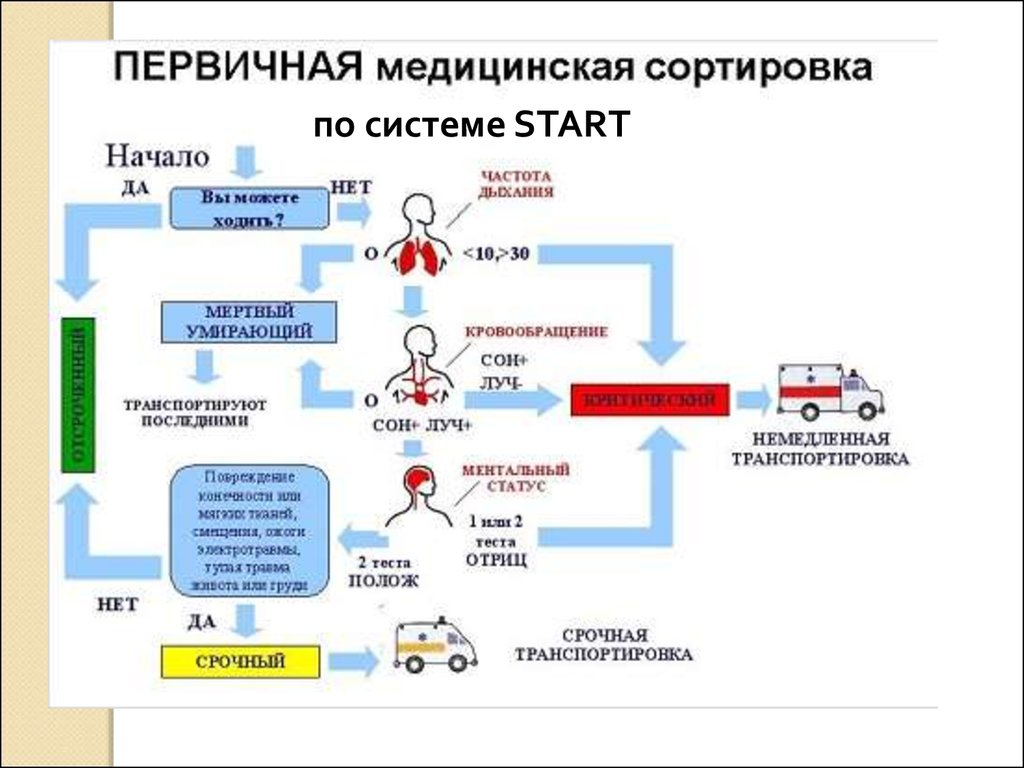 ПЕРВИЧНАЯ медицинская сортировка
по системе START
Начало
ДА
Вы можете
ходить?
НЕТ
ЧАСТОТА
ДЫХАНИЯ
О
<10,>30
МЕРТВЫЙ
УМИРАЮЩИЙ
ТРАНСПОРТИРУЮТ
ПОСЛЕДНИМИ
КРОВООБРАЩЕНИЕ
СОН+
ЛУЧ-
О
СОН+ ЛУЧ+
КРИТИЧЕСКИЙ
НЕМЕДЛЕННАЯ
ТРАНСПОРТИРОВКА
ОТСРОЧЕННЫЙ
МЕНТАЛЬНЫЙ
СТАТУС
1 или 2
теста
ОТРИЦ
2 теста
ПОЛОЖ
Повреждение
конечности или
мягких тканей,
смещения, ожоги
электротравмы,
тупая травма
живота или груди
НЕТ
ДА
СРОЧНЫЙ
СРОЧНАЯ
ТРАНСПОРТИРОВКА